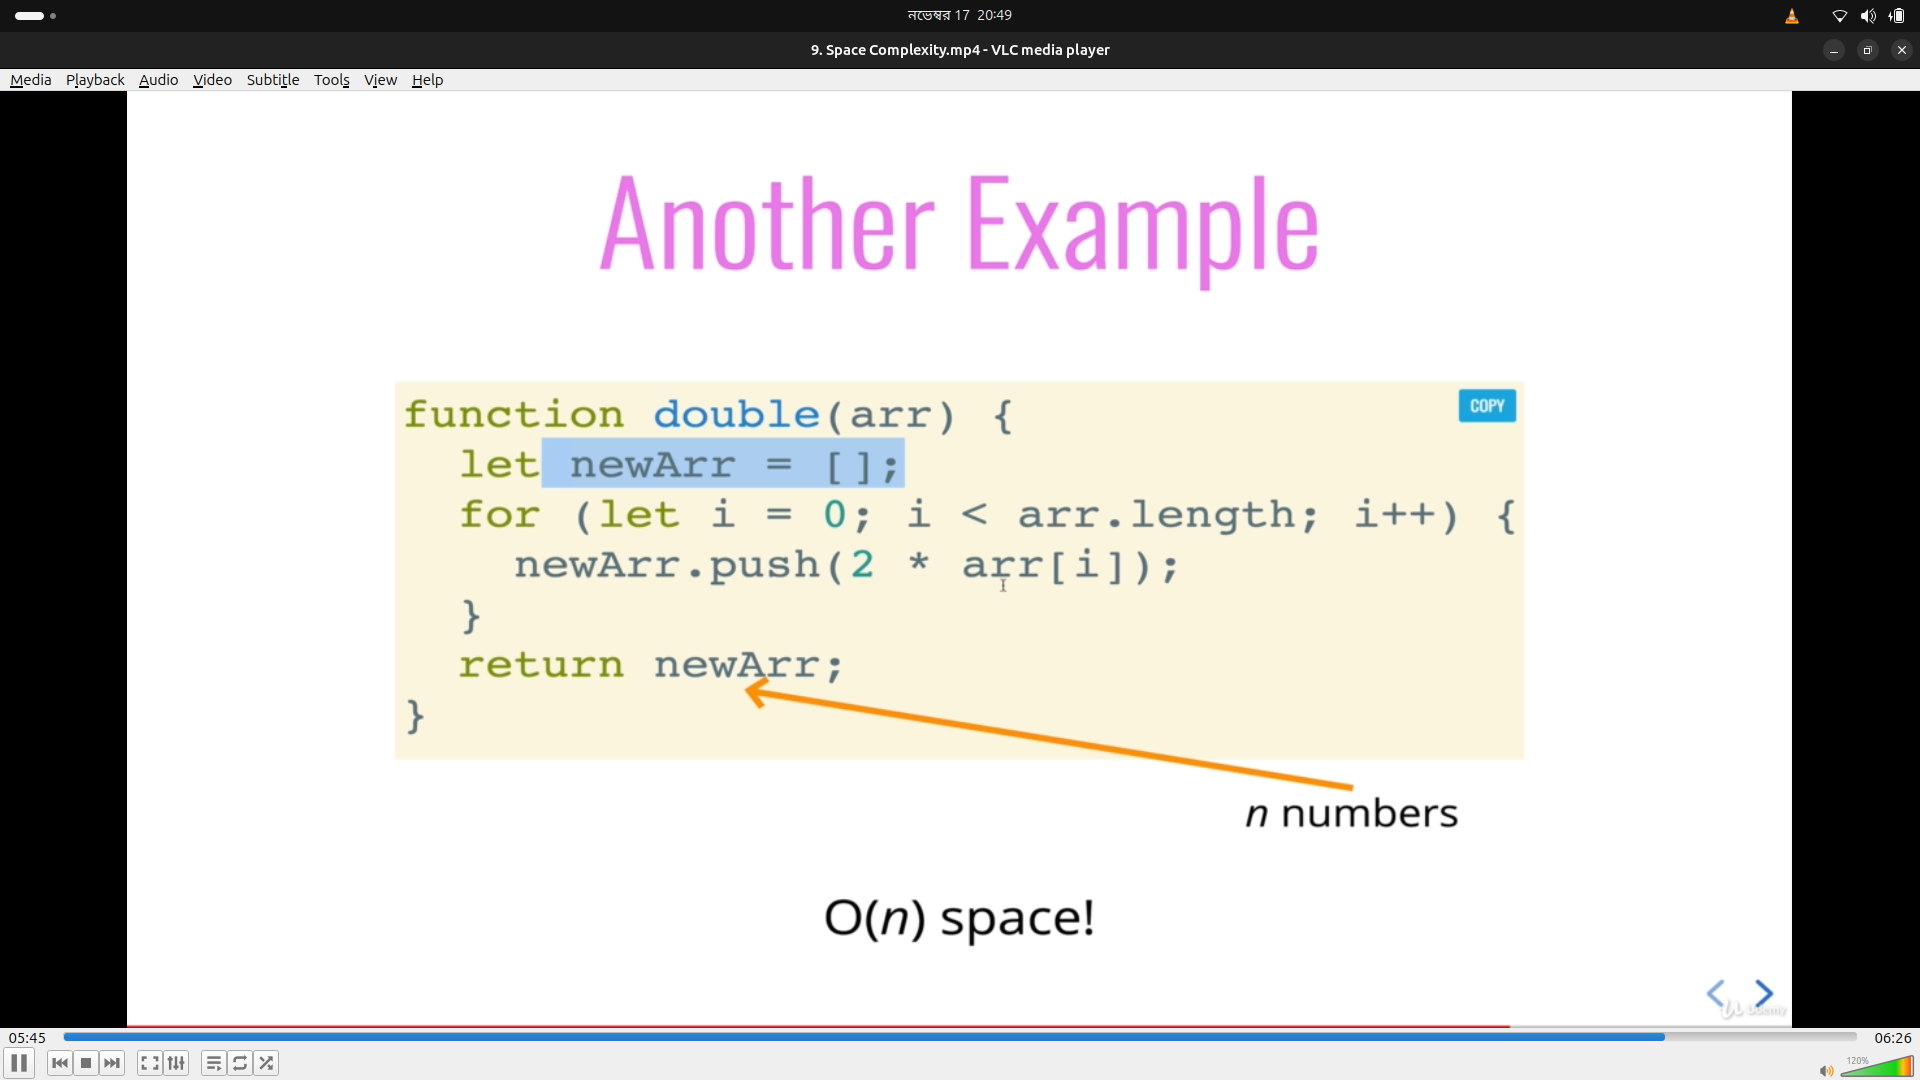 নভেম্বর 17 20:49
9. Space Complexity.mp4 - VLC media player
Media Playback Audio Video Subtitle Tools View Help
Another Example
COPY
function double(arr) {
let newArr = [];
for (let i = 0; i < arr.length; i++) {
newArr.push(2 * arr[i]);
}
return newArr;
}
n numbers
O(n) space!
Udemy
05:45
06:26
120%